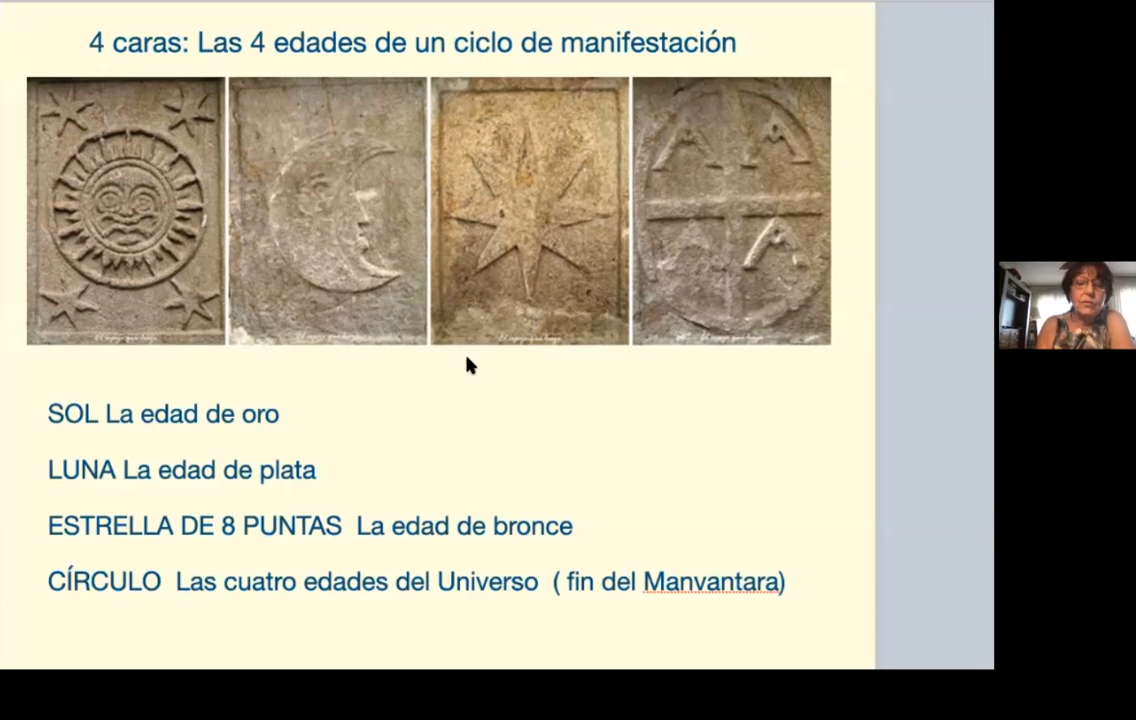 4 caras: Las 4 edades de un ciclo de manifestación
A A
A A
SOL La edad de oro
LUNA La edad de plata
ESTRELLA DE 8 PUNTAS La edad de bronce
CÍRCULO Las cuatro edades del Universo ( fin del Manvantara)